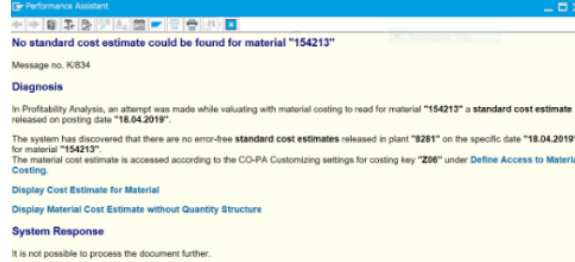 Performance Assistant
No standard cost estimate could be found for material "154213"
Message no. K/834
Diagnosis
In Profitability Analysis, an attempt was made while valuating with material costing to read for material "154213" a standard cost estimate
released on posting date "18.04.2019".
The system has discovered that there are no error-free standard cost estimates released in plant "8281" on the specific date "18.04.2019"
for material "154213".
The material cost estimate is accessed according to the CO-PA Customizing settings for costing key "Z06" under Define Access to Materia
Costing.
Display Cost Estimate for Material
Display Material Cost Estimate without Quantity Structure
System Response
It is not possible to process the document further.